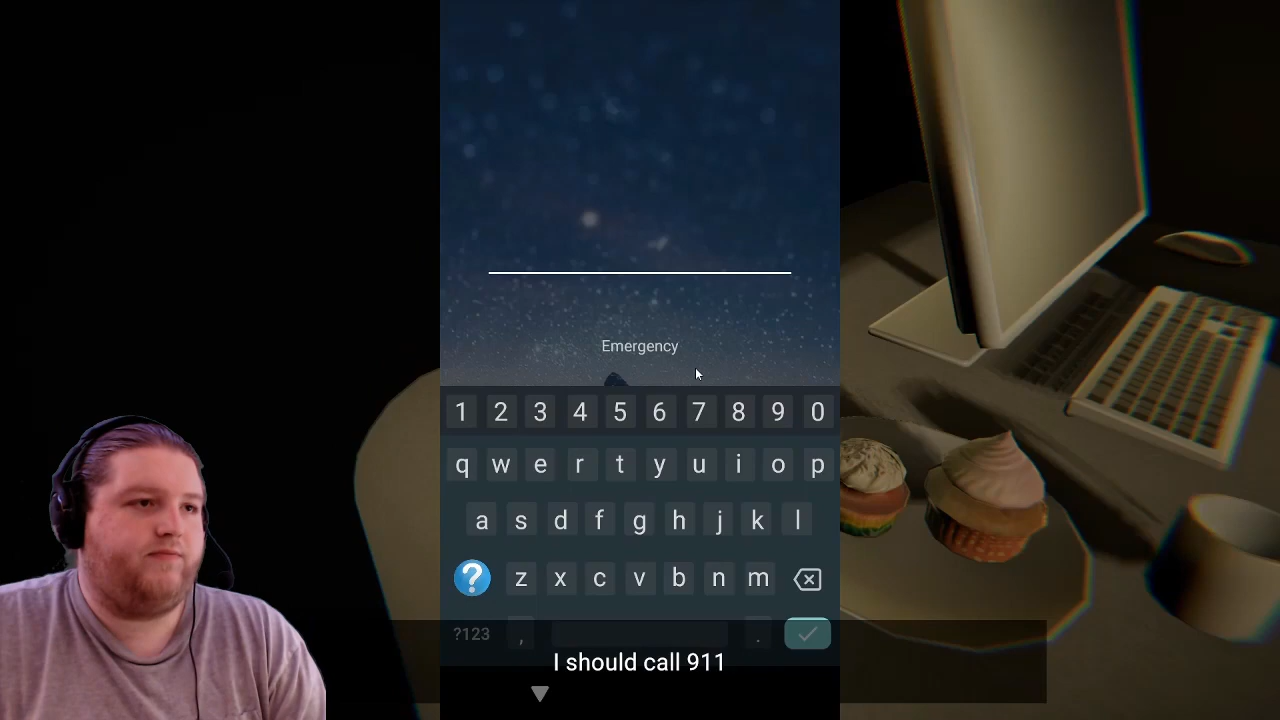 Emergency
1 2 3 4 5 6 7 8 9 0
q w e r t y u i o p
a s d f g h j k l
? z x c v b n m
?123 , .
I should call 911